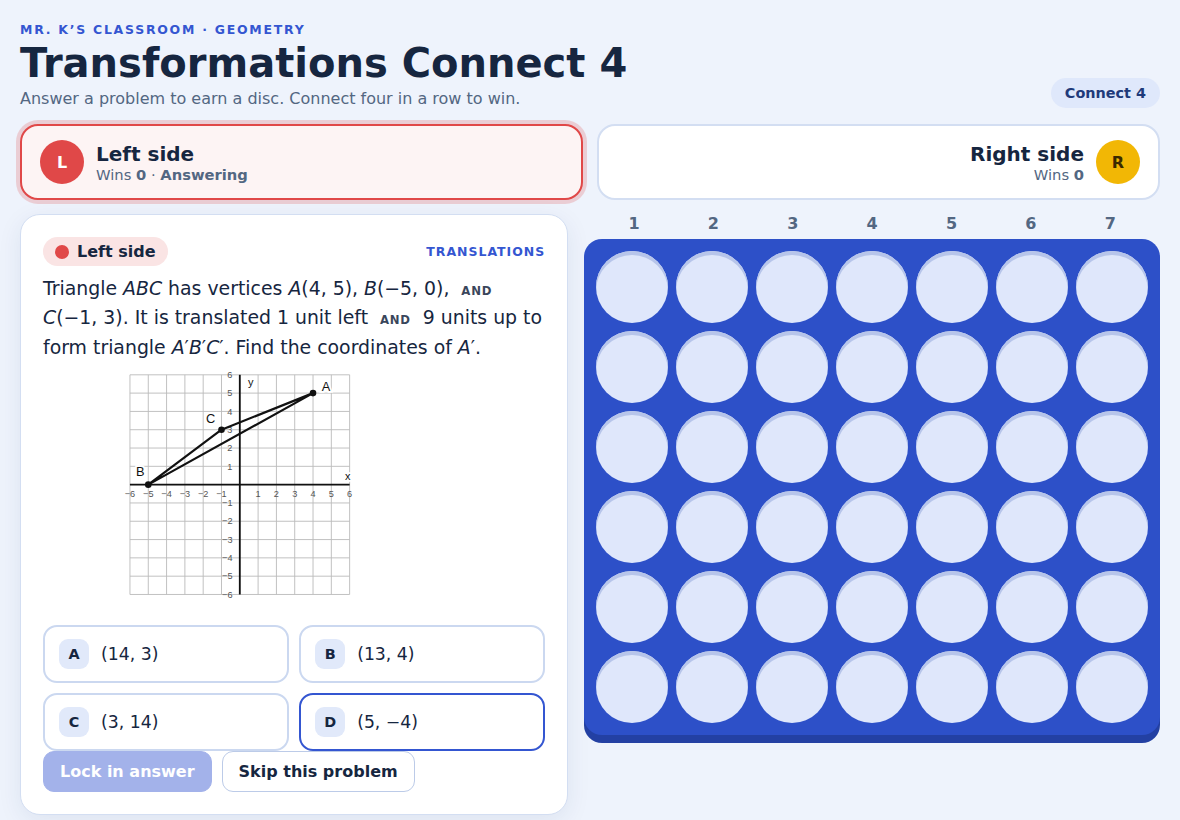 MR. K’S CLASSROOM · GEOMETRY
Transformations Connect 4
Answer a problem to earn a disc. Connect four in a row to win.
Connect 4
L
Left side
Wins 0 · Answering
Right side
Wins 0
R
Left side
TRANSLATIONS
Triangle ABC has vertices A(4, 5), B(−5, 0), AND
C(−1, 3). It is translated 1 unit left AND 9 units up to
form triangle A′B′C′. Find the coordinates of A′.
6
y
A
5
4
C
3
2
B
1
x
−6 −5 −4 −3 −2 −1 1 2 3 4 5 6
−1
−2
−3
−4
−5
−6
A (14, 3)
B (13, 4)
C (3, 14)
D (5, −4)
Lock in answer
Skip this problem
1 2 3 4 5 6 7